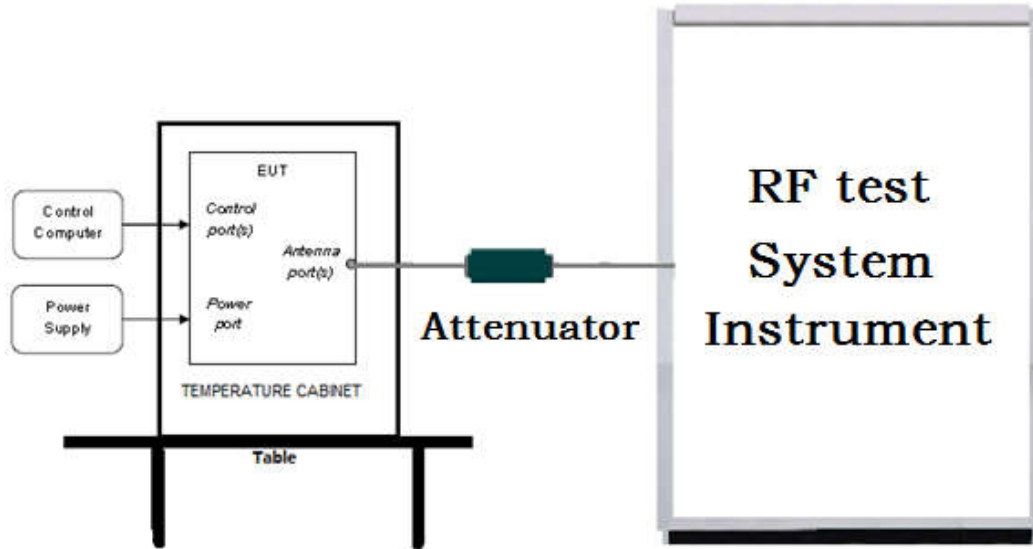 EUT
Control
Computer
Control
port(s)
Antenna
port(s)
Power
Supply
Power
port
TEMPERATURE CABINET
Table
Attenuator
RF test
System
Instrument